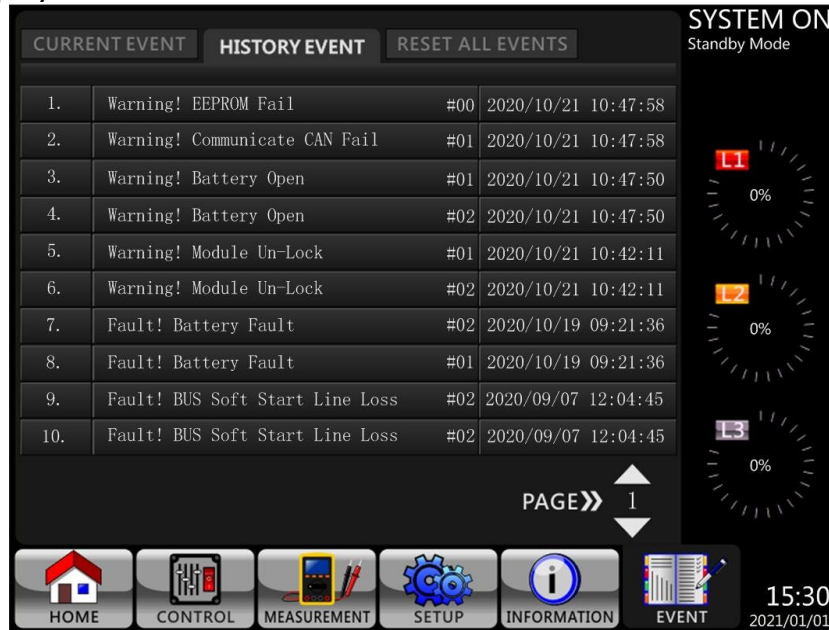 SYSTEM ON
Standby Mode
CURRENT EVENT HISTORY EVENT RESET ALL EVENTS
1. Warning! EEPROM Fail #00 2020/10/21 10:47:58
2. Warning! Communicate CAN Fail #01 2020/10/21 10:47:58
3. Warning! Battery Open #01 2020/10/21 10:47:50
4. Warning! Battery Open #02 2020/10/21 10:47:50
5. Warning! Module Un-Lock #01 2020/10/21 10:42:11
6. Warning! Module Un-Lock #02 2020/10/21 10:42:11
7. Fault! Battery Fault #02 2020/10/19 09:21:36
8. Fault! Battery Fault #01 2020/10/19 09:21:36
9. Fault! BUS Soft Start Line Loss #02 2020/09/07 12:04:45
10. Fault! BUS Soft Start Line Loss #02 2020/09/07 12:04:45
PAGE 1
L1
0%
L2
0%
L3
0%
HOME CONTROL MEASUREMENT SETUP INFORMATION EVENT
15:30
2021/01/01